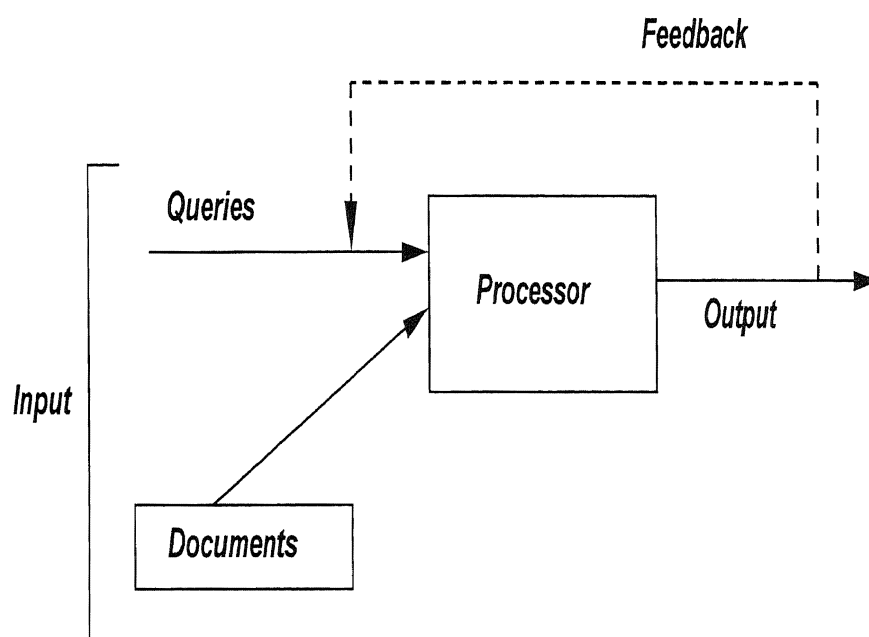 Feedback
Queries
Processor
Output
Input
Documents